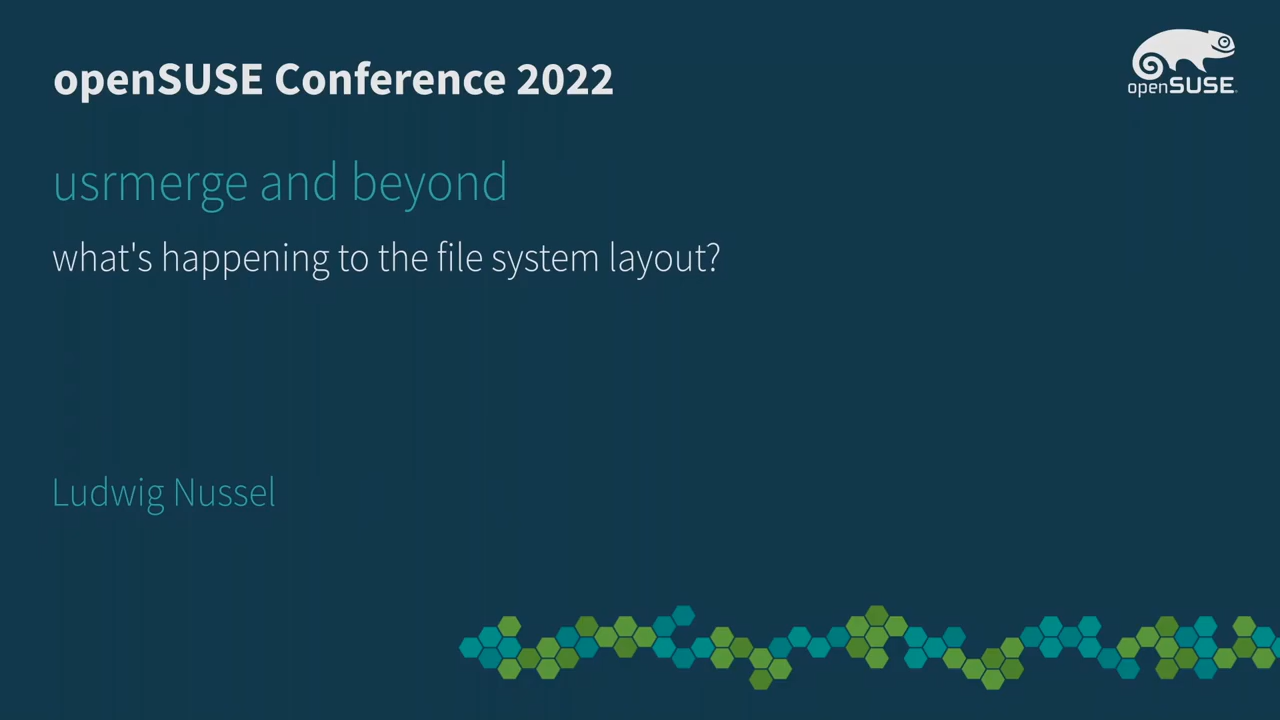 openSUSE Conference 2022
openSUSE
usrmerge and beyond
what's happening to the file system layout?
Ludwig Nussel